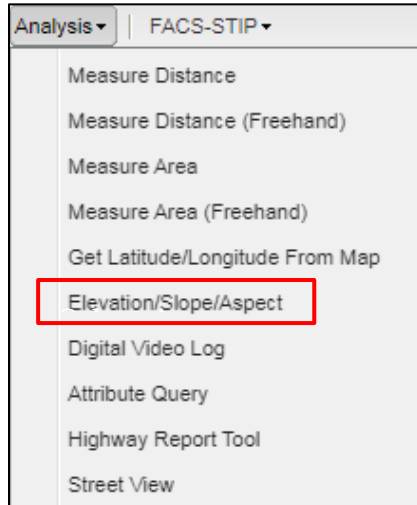 Analysis FACS-STIP
Measure Distance
Measure Distance (Freehand)
Measure Area
Measure Area (Freehand)
Get Latitude/Longitude From Map
Elevation/Slope/Aspect
Digital Video Log
Attribute Query
Highway Report Tool
Street View